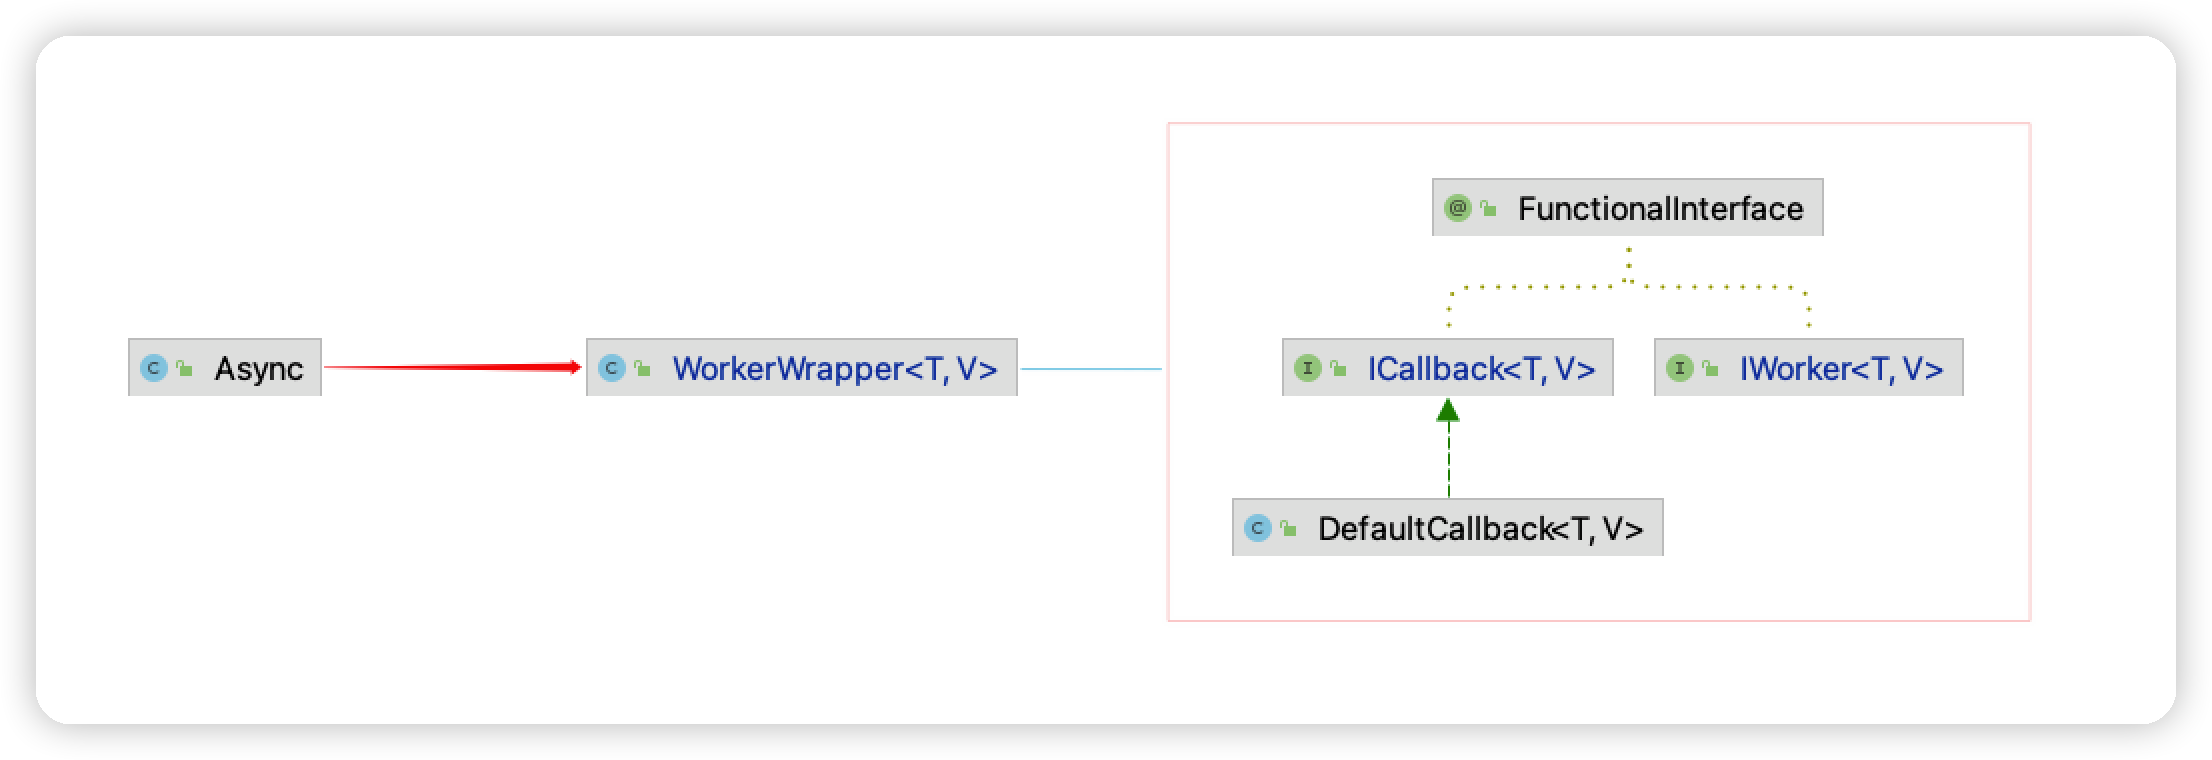 @ FunctionalInterface
C Async
C WorkerWrapper<T, V>
I ICallback<T, V>
I IWorker<T, V>
C DefaultCallback<T, V>